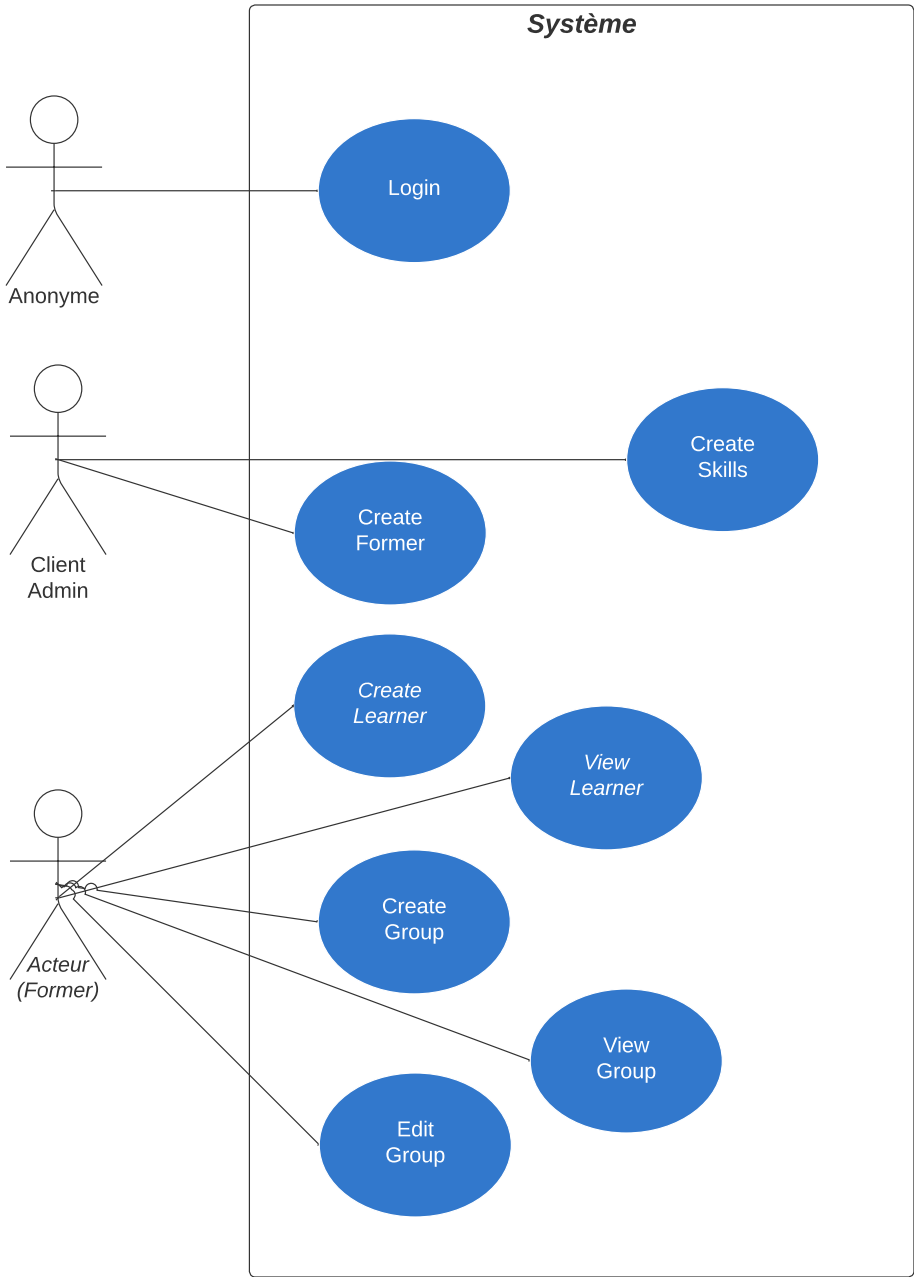 Système
Login
Anonyme
Create
Skills
Create
Former
Client
Admin
Create
Learner
View
Learner
Create
Group
Acteur
(Former)
View
Group
Edit
Group